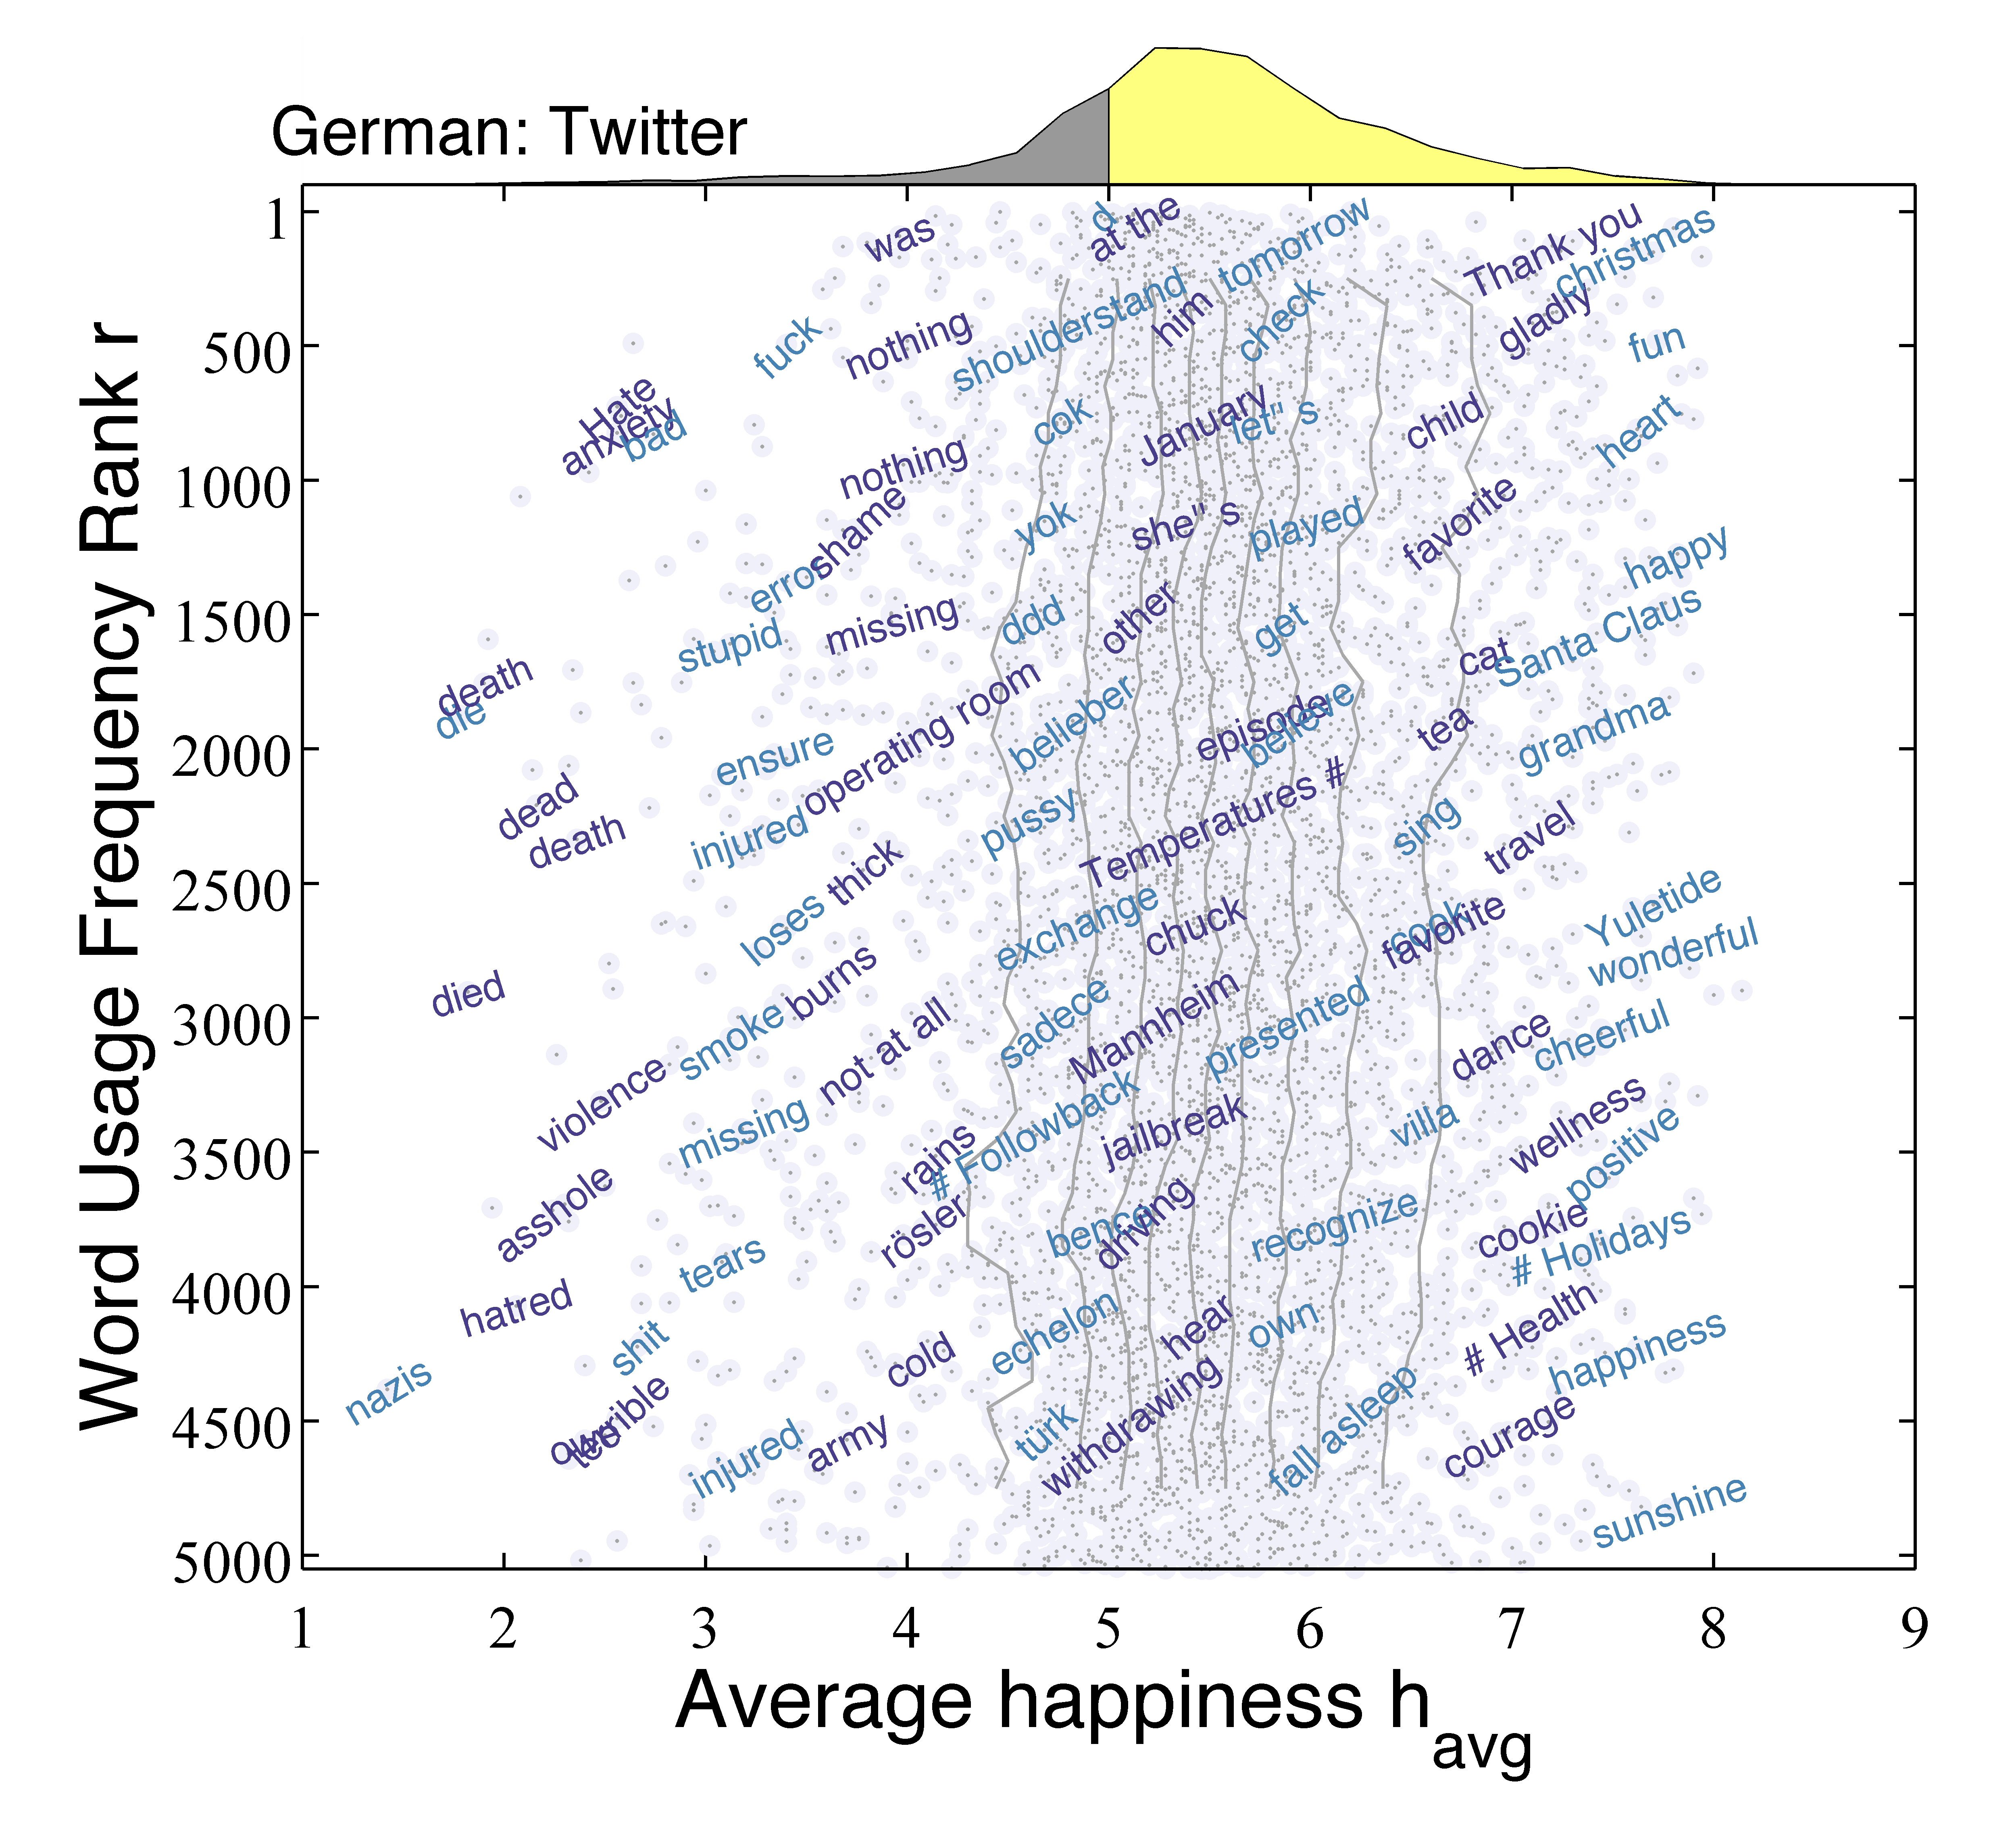 German: Twitter
Word Usage Frequency Rank r
1
500
1000
1500
2000
2500
3000
3500
4000
4500
5000
was
d
at the
tomorrow
Thank you
christmas
fuck
nothing
shoulderstand
him
check
gladly
fun
Hate
anxiety
bad
cok
January
let" s
child
heart
nothing
shame
yok
she" s
played
favorite
happy
erros
missing
ddd
other
get
stupid
cat
Santa Claus
death
die
operating room
belieber
episode
believe
tea
grandma
ensure
dead
death
injured
pussy
Temperatures #
sing
travel
thick
loses
exchange
chuck
cook
favorite
Yuletide
wonderful
died
burns
smoke
not at all
sadece
Mannheim
presented
dance
cheerful
violence
missing
rains
# Followback
jailbreak
villa
wellness
positive
asshole
rösler
bence
driving
recognize
cookie
# Holidays
tears
hatred
shit
cold
echelon
hear
own
# Health
happiness
nazis
terrible
injured
army
türk
withdrawing
fall asleep
courage
sunshine
1 2 3 4 5 6 7 8 9
Average happiness h
avg